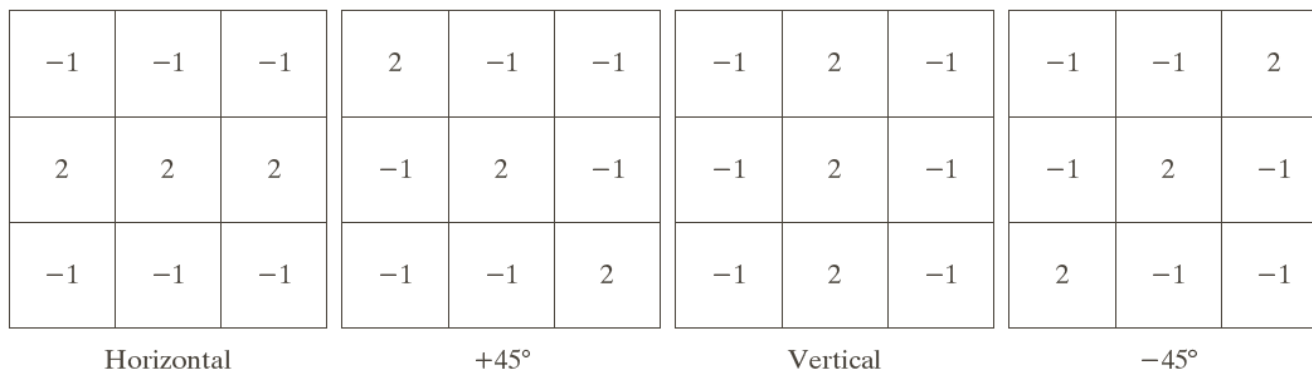 −1 −1 −1 2 −1 −1 −1 2 −1 −1 −1 2
2 2 2 −1 2 −1 −1 2 −1 −1 2 −1
−1 −1 −1 −1 −1 2 −1 2 −1 2 −1 −1
Horizontal +45° Vertical −45°